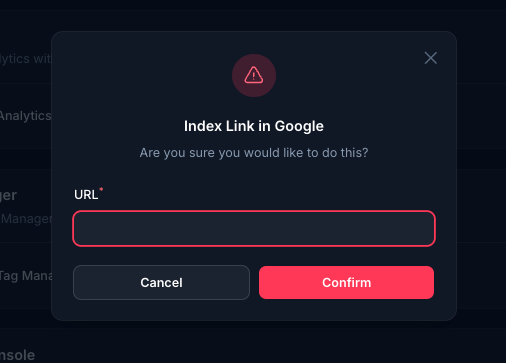 lytics wit
Analytics
ger
Manager
Tag Mana
nsole
Index Link in Google
Are you sure you would like to do this?
URL*
Cancel
Confirm